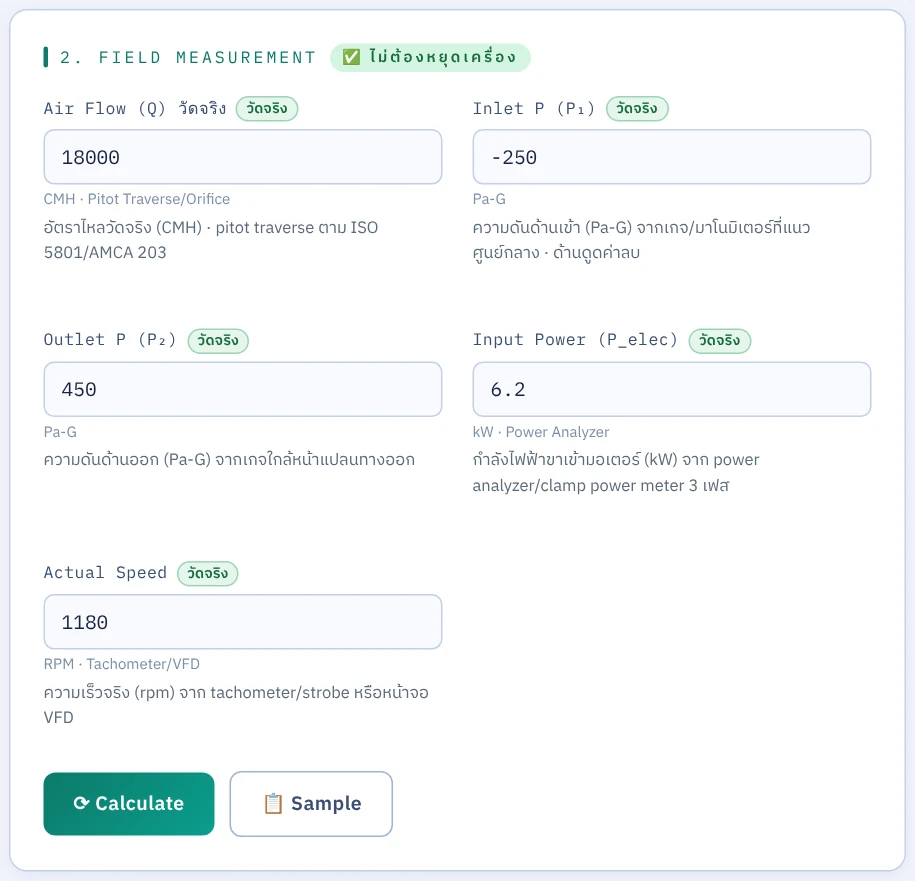 2. FIELD MEASUREMENT ✅ ไม่ต้องหยุดเครื่อง
Air Flow (Q) วัดจริง วัดจริง
18000
CMH · Pitot Traverse/Orifice
อัตราไหลวัดจริง (CMH) · pitot traverse ตาม ISO
5801/AMCA 203
Inlet P (P₁) วัดจริง
-250
Pa-G
ความดันด้านเข้า (Pa-G) จากเกจ/มาโนมิเตอร์ที่แนว
ศูนย์กลาง · ด้านดูดค่าลบ
Outlet P (P₂) วัดจริง
450
Pa-G
ความดันด้านออก (Pa-G) จากเกจใกล้หน้าแปลนทางออก
Input Power (P_elec) วัดจริง
6.2
kW · Power Analyzer
กำลังไฟฟ้าขาเข้ามอเตอร์ (kW) จาก power
analyzer/clamp power meter 3 เฟส
Actual Speed วัดจริง
1180
RPM · Tachometer/VFD
ความเร็วจริง (rpm) จาก tachometer/strobe หรือหน้าจอ
VFD
⟳ Calculate
📋 Sample